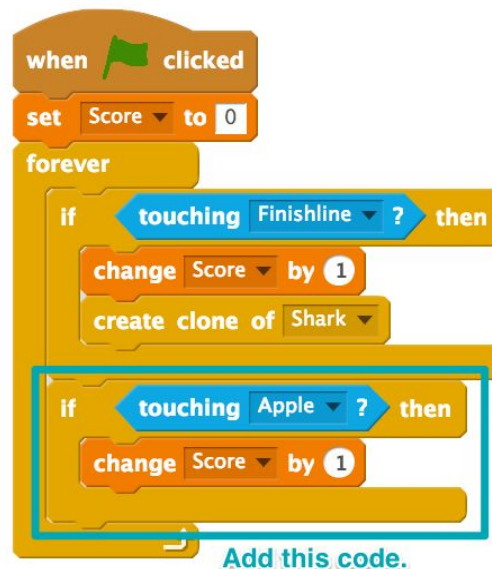 when clicked
set Score to 0
forever
if touching Finishline ? then
change Score by 1
create clone of Shark
if touching Apple ? then
change Score by 1
Add this code.